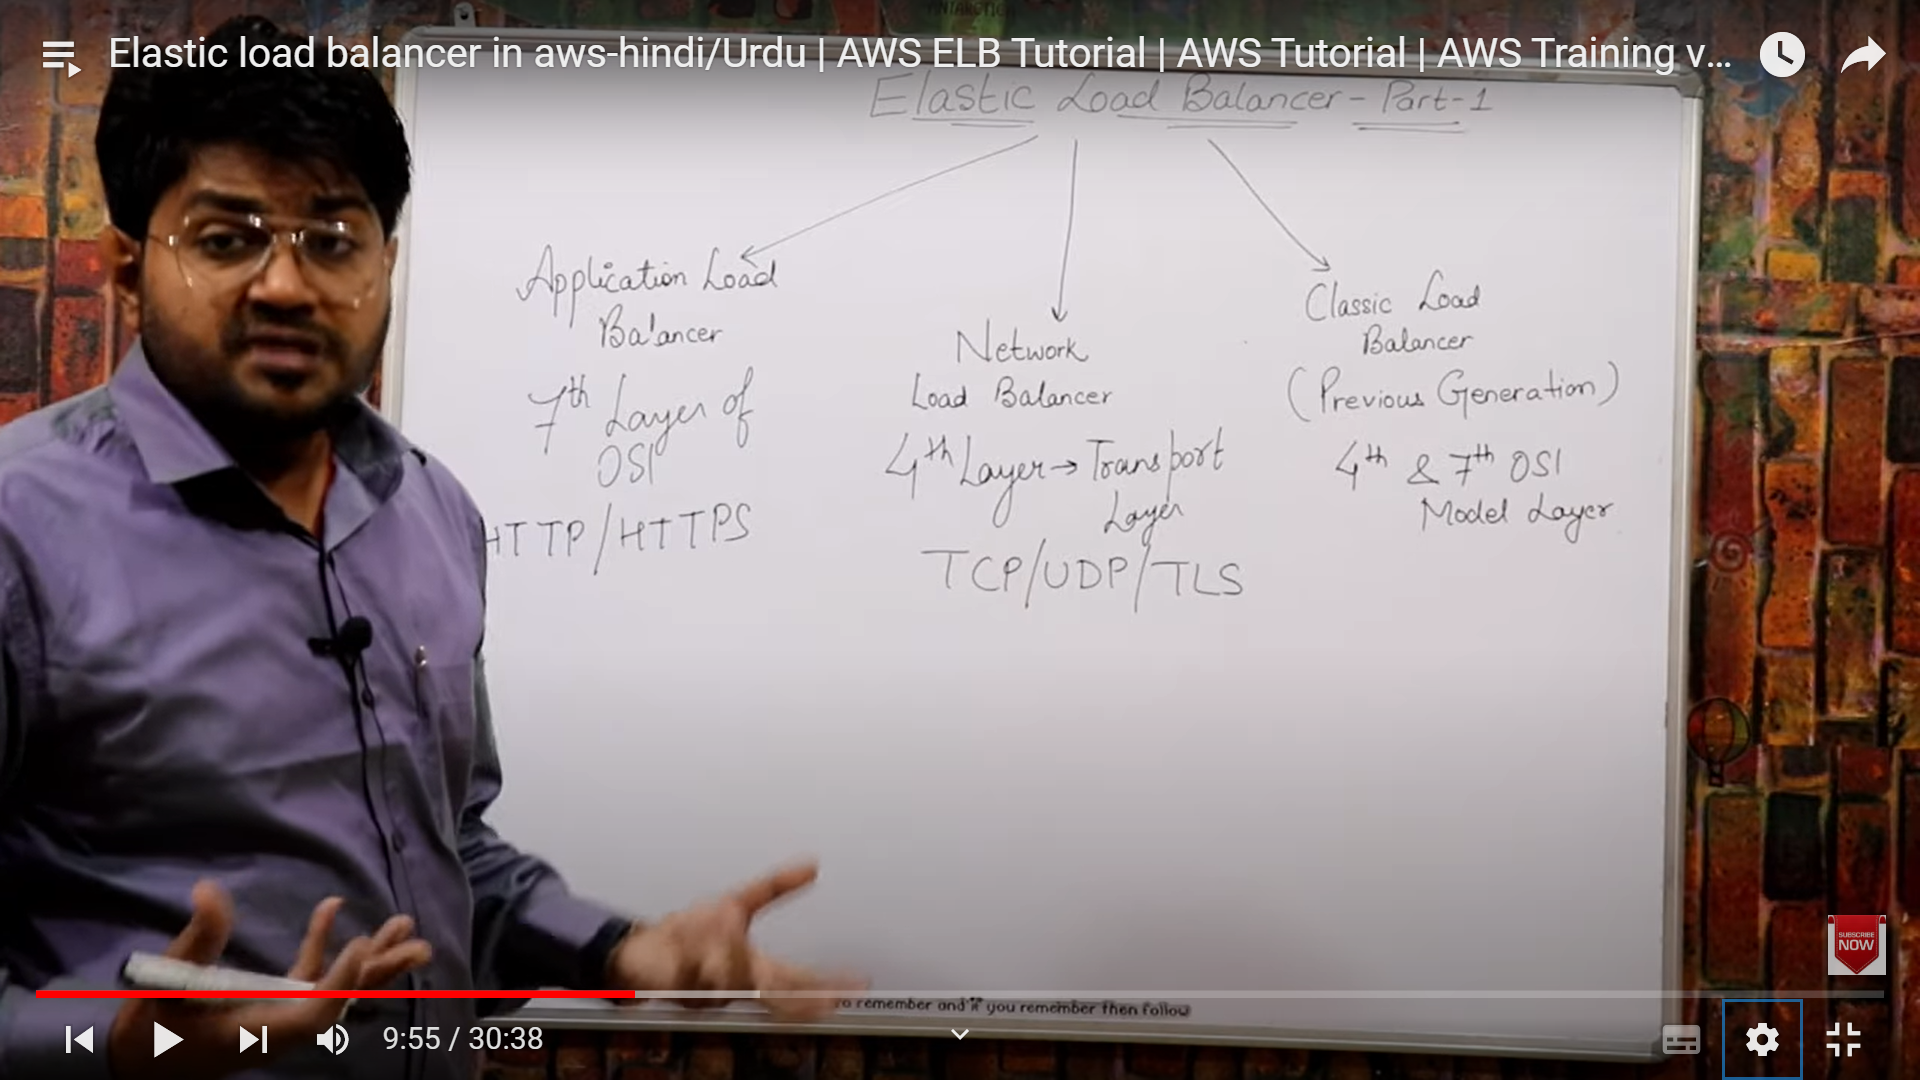 ANTARCTICA
Elastic load balancer in aws-hindi/Urdu | AWS ELB Tutorial | AWS Tutorial | AWS Training v...
Elastic Load Balancer - Part-1
Application Load
Balancer
7th Layer of
OSI
HTTP/HTTPS
Network
Load Balancer
4th Layer → Transport
Layer
TCP/UDP/TLS
Classic Load
Balancer
(Previous Generation)
4th & 7th OSI
Model Layer
SUBSCRIBE
NOW
to remember and if you remember then follow
9:55 / 30:38